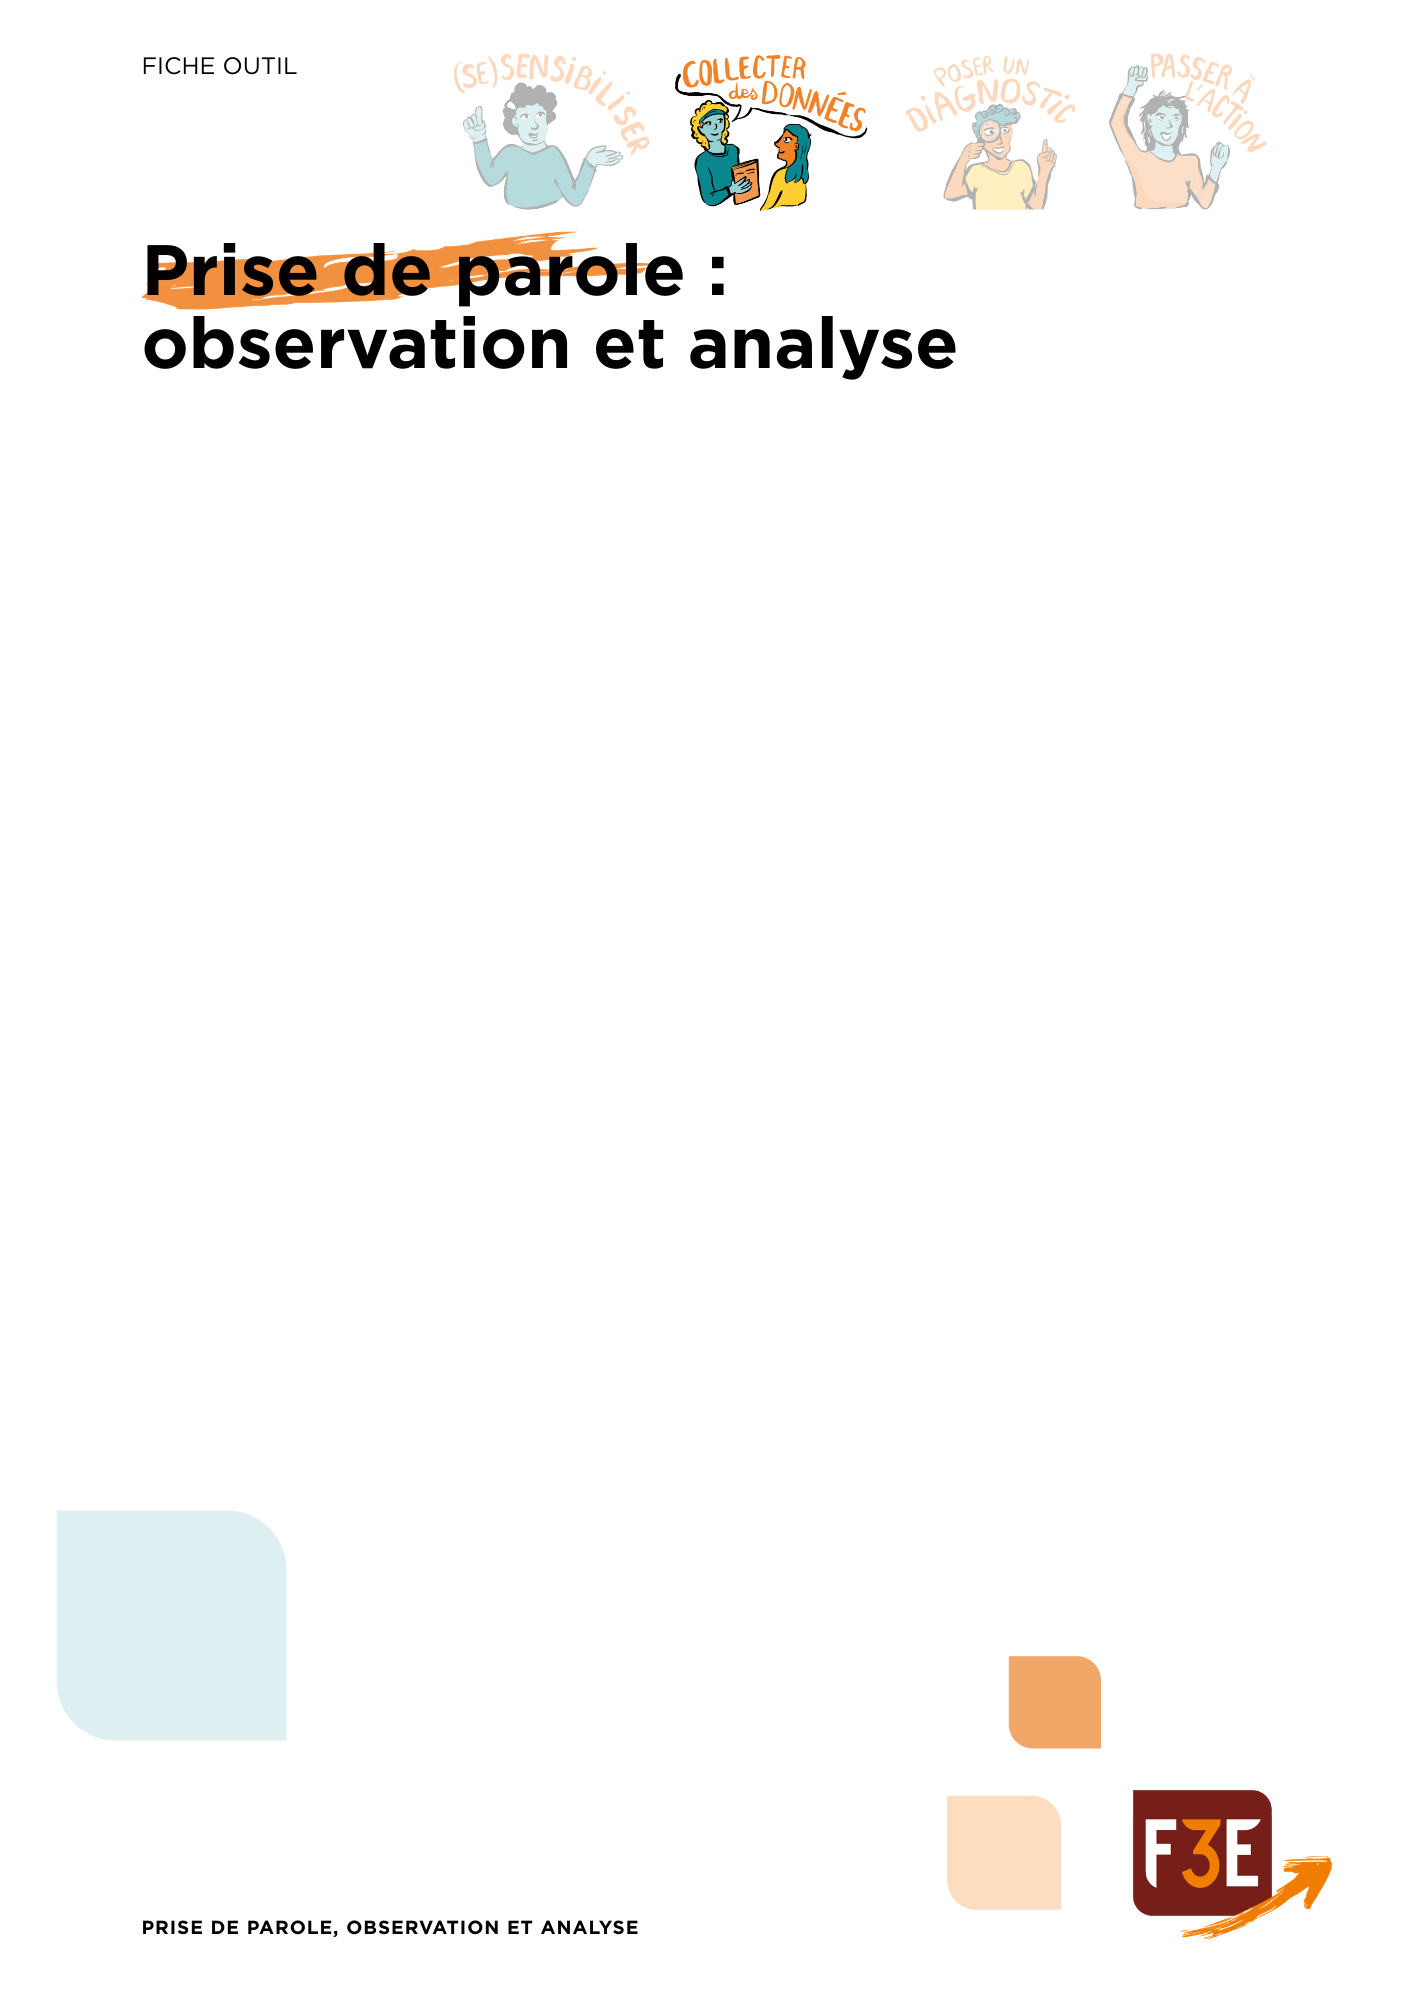 FICHE OUTIL
(SE) SENSiBiLiSER
COLLECTER
des DONNÉES
POSER UN
DiAGNOSTiC
PASSER À
L'ACTiON
Prise de parole :
observation et analyse
F3E
PRISE DE PAROLE, OBSERVATION ET ANALYSE